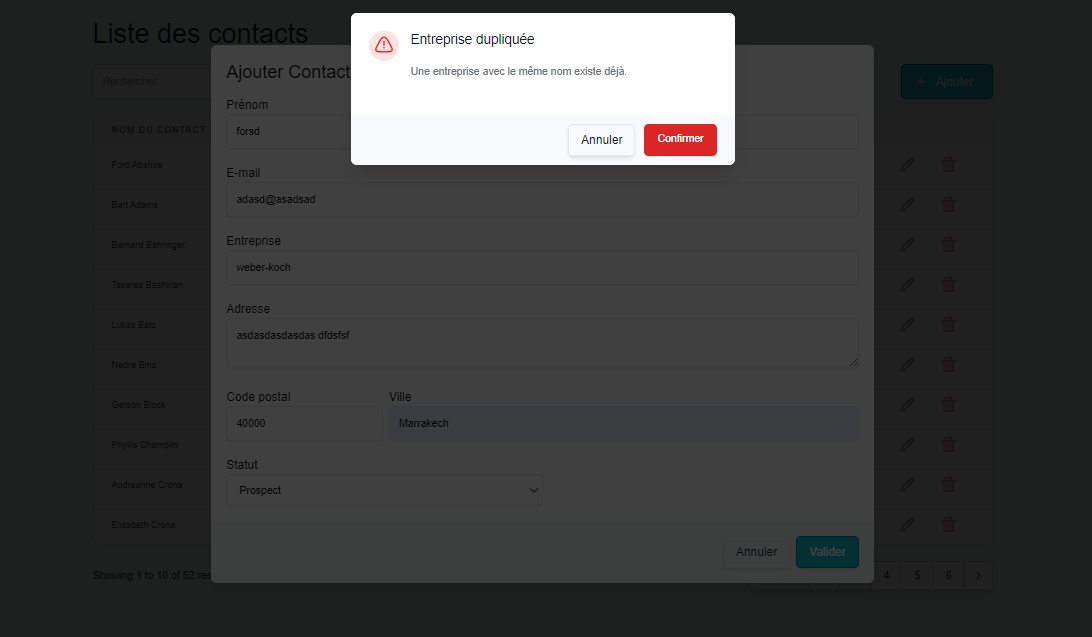 Liste des contacts
Rechercher
+ Ajouter
NOM DU CONTACT
Ford Abshire
Bart Adams
Bernard Bahringer
Tavares Bashirian
Lukas Batz
Nedra Bins
Gerson Block
Phyllis Champlin
Audreanne Crona
Elisabeth Crona
Showing 1 to 10 of 52 res
4 5 6
Ajouter Contact
Prénom
forsd
E-mail
adasd@asadsad
Entreprise
weber-koch
Adresse
asdasdasdasdas dfdsfsf
Code postal Ville
40000 Marrakech
Statut
Prospect
Annuler Valider
Entreprise dupliquée
Une entreprise avec le même nom existe déjà.
Annuler Confirmer